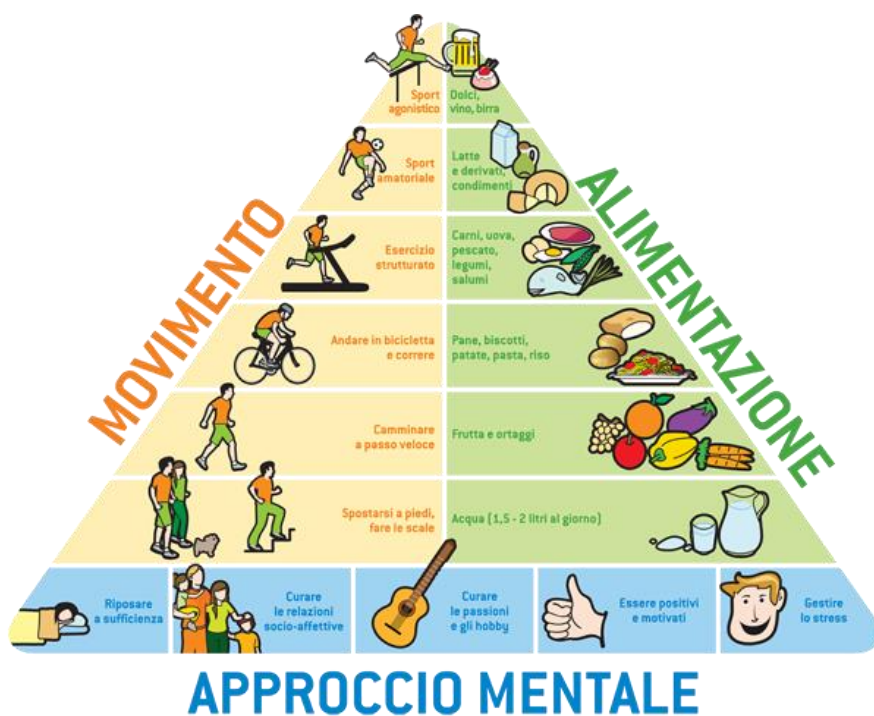 MOVIMENTO
ALIMENTAZIONE
Sport
agonistico
Dolci,
vino, birra
Sport
amatoriale
Latte
e derivati,
condimenti
Esercizio
strutturato
Carni, uova,
pescato,
legumi,
salumi
Andare in bicicletta
e correre
Pane, biscotti,
patate, pasta, riso
Camminare
a passo veloce
Frutta e ortaggi
Spostarsi a piedi,
fare le scale
Acqua (1,5 - 2 litri al giorno)
Riposare
a sufficienza
Curare
le relazioni
socio-affettive
Curare
le passioni
e gli hobby
Essere positivi
e motivati
Gestire
lo stress
APPROCCIO MENTALE